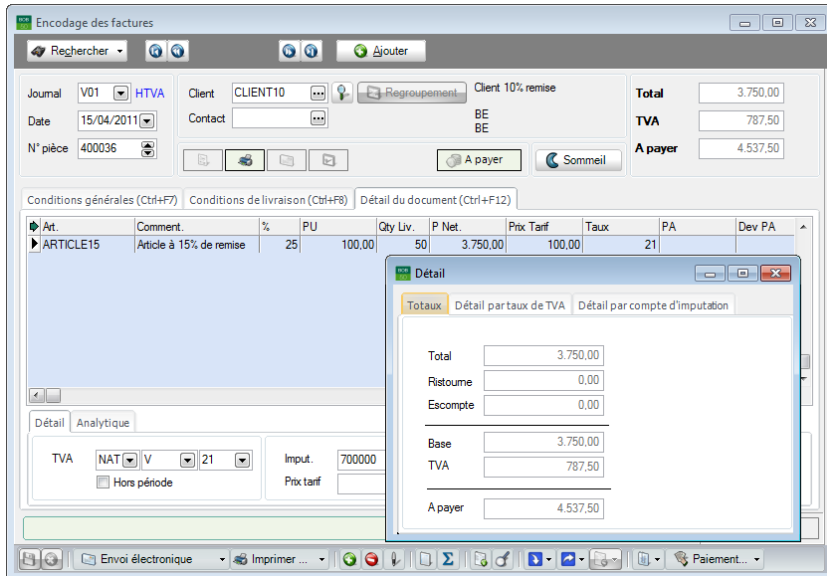 Encodage des factures
Rechercher
Ajouter
Journal V01 HTVA
Client CLIENT10 Regroupement Client 10% remise
Total 3.750,00
Date 15/04/2011
Contact
BE
BE
TVA 787,50
N° pièce 400036
A payer
Sommeil
A payer 4.537,50
Conditions générales (Ctrl+F7) Conditions de livraison (Ctrl+F8) Détail du document (Ctrl+F12)
Art. Comment. % PU Qty Liv. P Net. Prix Tarif Taux PA Dev PA
ARTICLE15 Article à 15% de remise 25 100,00 50 3.750,00 100,00 21
Détail
Totaux Détail par taux de TVA Détail par compte d'imputation
Total 3.750,00
Ristourne 0,00
Escompte 0,00
Base 3.750,00
TVA 787,50
A payer 4.537,50
Détail Analytique
TVA NAT V 21
Imput. 700000
Hors période
Prix tarif
Envoi électronique Imprimer ... Σ Paiement...